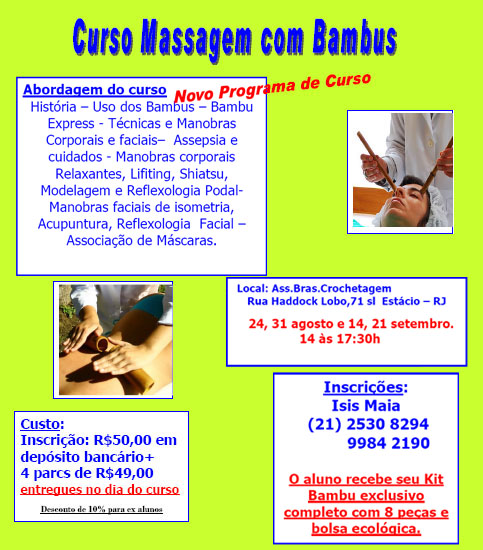 Curso Massagem com Bambus
Abordagem do curso
Novo Programa de Curso
História – Uso dos Bambus – Bambu
Express - Técnicas e Manobras
Corporais e faciais– Assepsia e
cuidados - Manobras corporais
Relaxantes, Lifiting, Shiatsu,
Modelagem e Reflexologia Podal-
Manobras faciais de isometria,
Acupuntura, Reflexologia Facial –
Associação de Máscaras.
Local: Ass.Bras.Crochetagem
Rua Haddock Lobo,71 sl Estácio – RJ
24, 31 agosto e 14, 21 setembro.
14 às 17:30h
Inscrições:
Isis Maia
(21) 2530 8294
9984 2190
O aluno recebe seu Kit
Bambu exclusivo
completo com 8 peças e
bolsa ecológica.
Custo:
Inscrição: R$50,00 em
depósito bancário+
4 parcs de R$49,00
entregues no dia do curso
Desconto de 10% para ex alunos